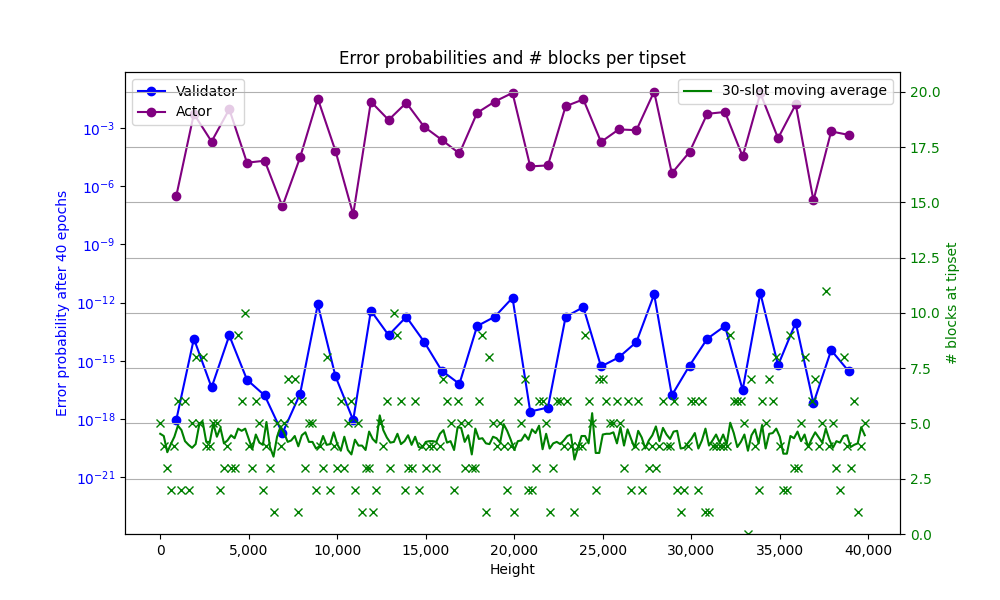 Error probabilities and # blocks per tipset
Validator
Actor
30-slot moving average
Error probability after 40 epochs
10⁻³
10⁻⁶
10⁻⁹
10⁻¹²
10⁻¹⁵
10⁻¹⁸
10⁻²¹
20.0
17.5
15.0
12.5
10.0
7.5
5.0
2.5
0.0
# blocks at tipset
0 5,000 10,000 15,000 20,000 25,000 30,000 35,000 40,000
Height